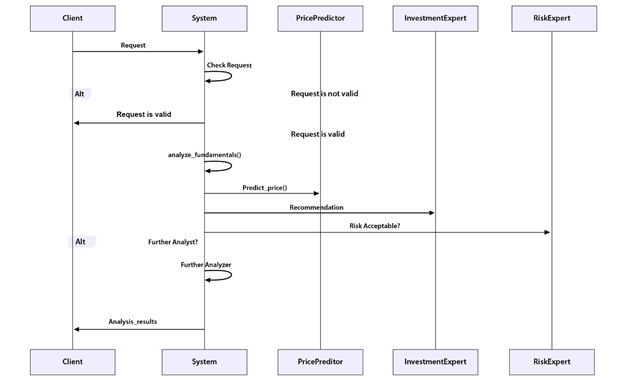 Client System PricePredictor InvestmentExpert RiskExpert
Request
Check Request
Alt Request is not valid
Request is valid
Request is valid
analyze_fundamentals()
Predict_price()
Recommendation
Risk Acceptable?
Alt Further Analyst?
Further Analyzer
Analysis_results
Client System PricePreditor InvestmentExpert RiskExpert